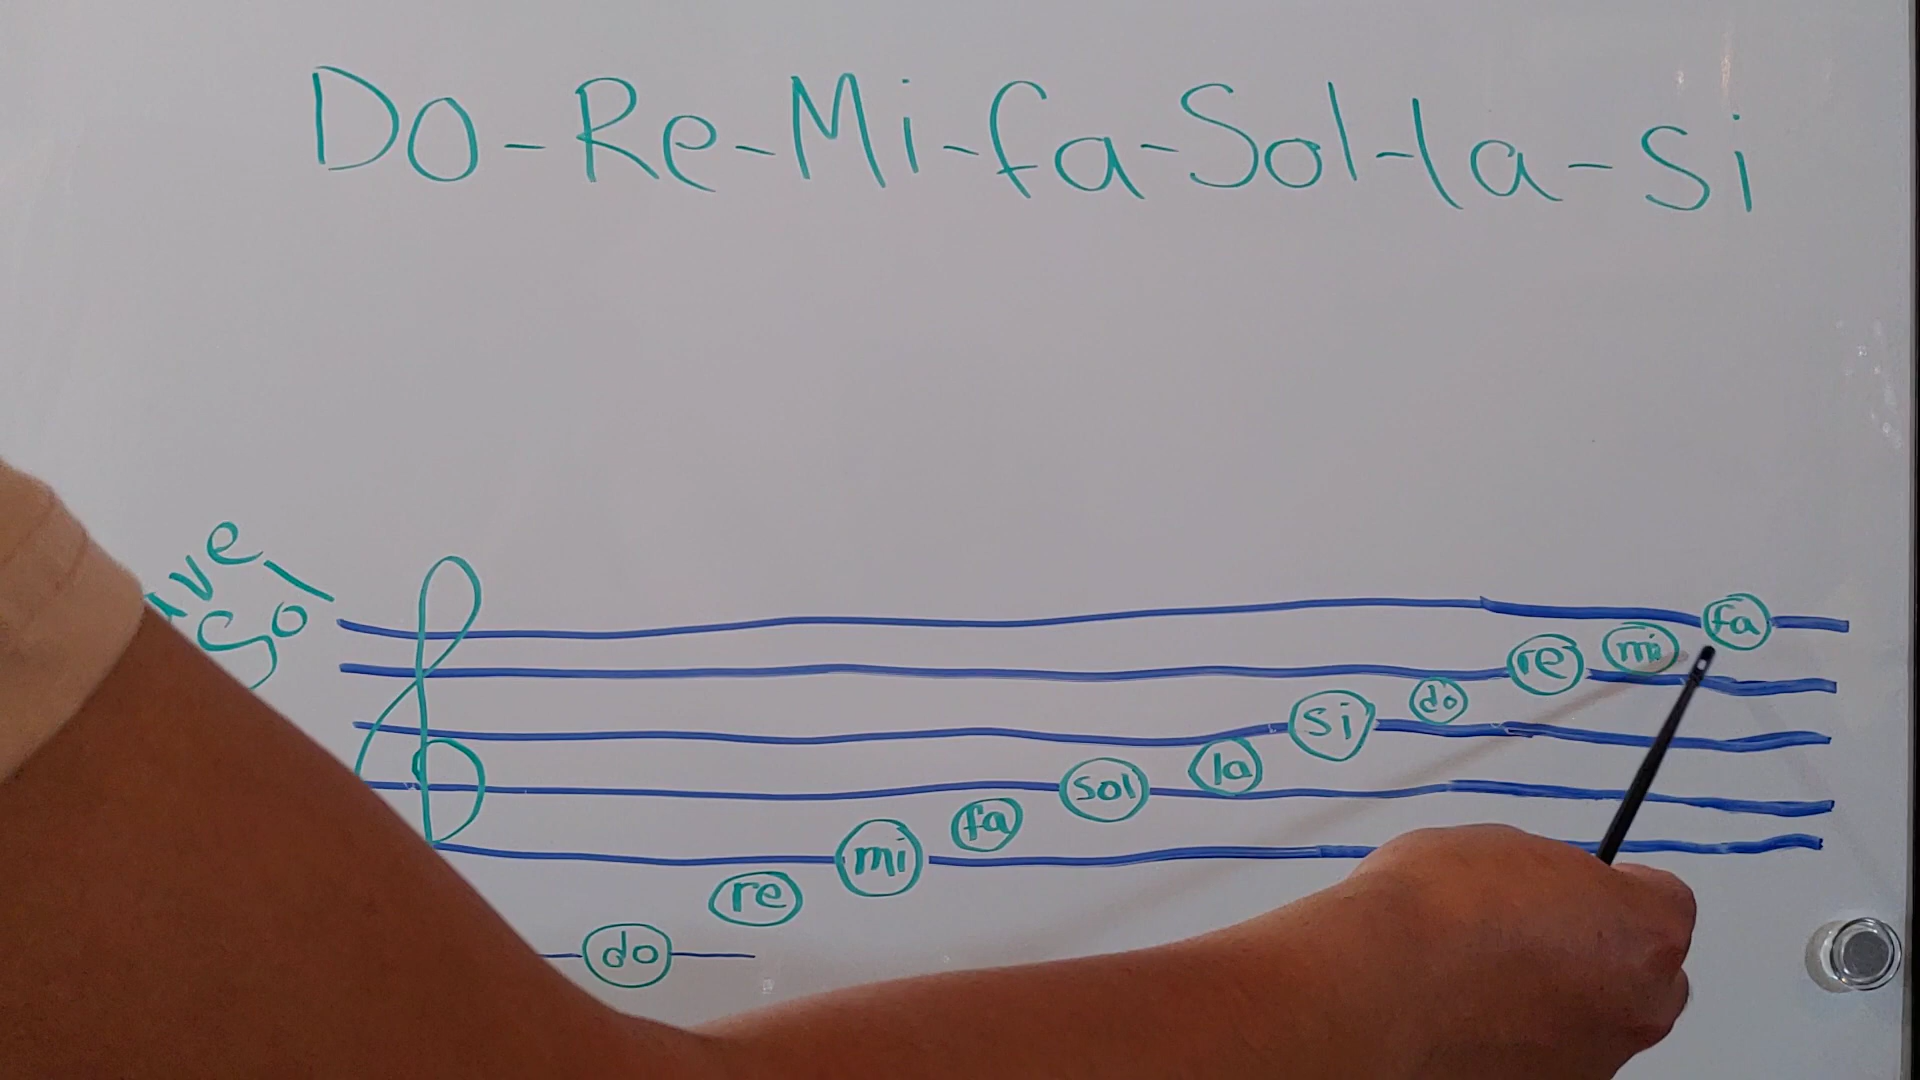 Do-Re-Mi-fa-Sol-la-si
Sol
do re mi fa sol la si do re mi fa